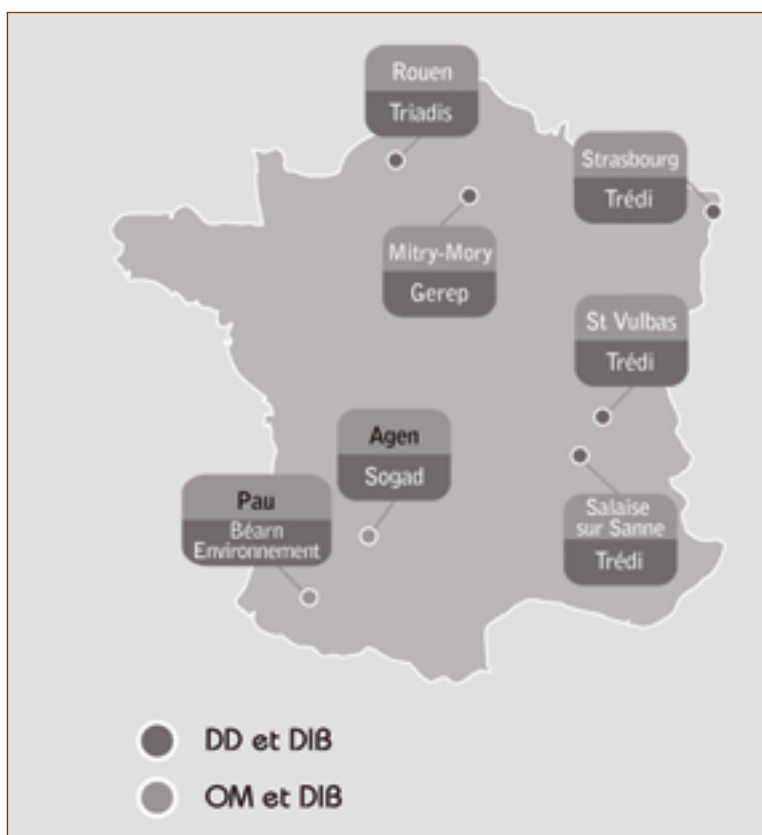 Rouen
Triadis
Strasbourg
Trédi
Mitry-Mory
Gerep
St Vulbas
Trédi
Agen
Sogad
Pau
Béarn
Environnement
Salaise
sur Sanne
Trédi
DD et DIB
OM et DIB